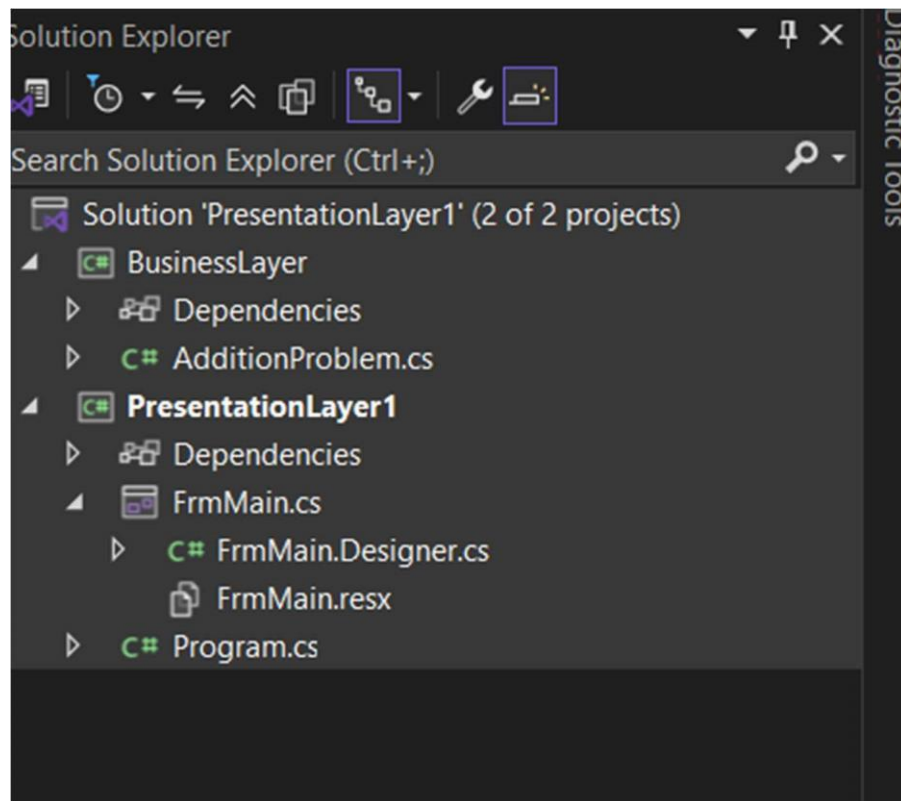 Solution Explorer
Search Solution Explorer (Ctrl+;)
Solution 'PresentationLayer1' (2 of 2 projects)
C# BusinessLayer
Dependencies
C# AdditionProblem.cs
C# PresentationLayer1
Dependencies
FrmMain.cs
C# FrmMain.Designer.cs
FrmMain.resx
C# Program.cs
Diagnostic Tools